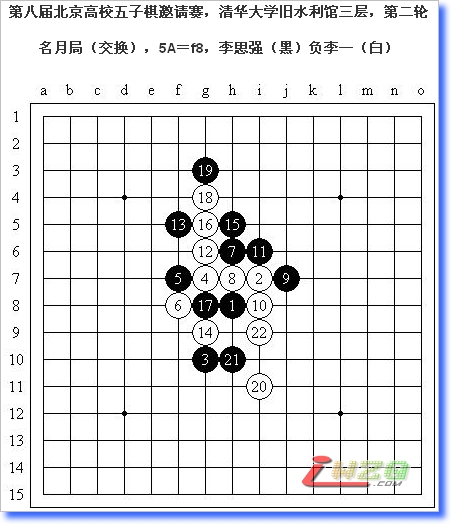 第八届北京高校五子棋邀请赛，清华大学旧水利馆三层，第二轮
名月局（交换），5A＝f8，李思强（黑）负李一（白）
a b c d e f g h i j k l m n o
1
2
3 19
4 18
5 13 16 15
6 12 7 11
7 5 4 8 2 9
8 6 17 1 10
9 14 22
10 3 21
11 20
12
13
14
iWZQ
.COM
15